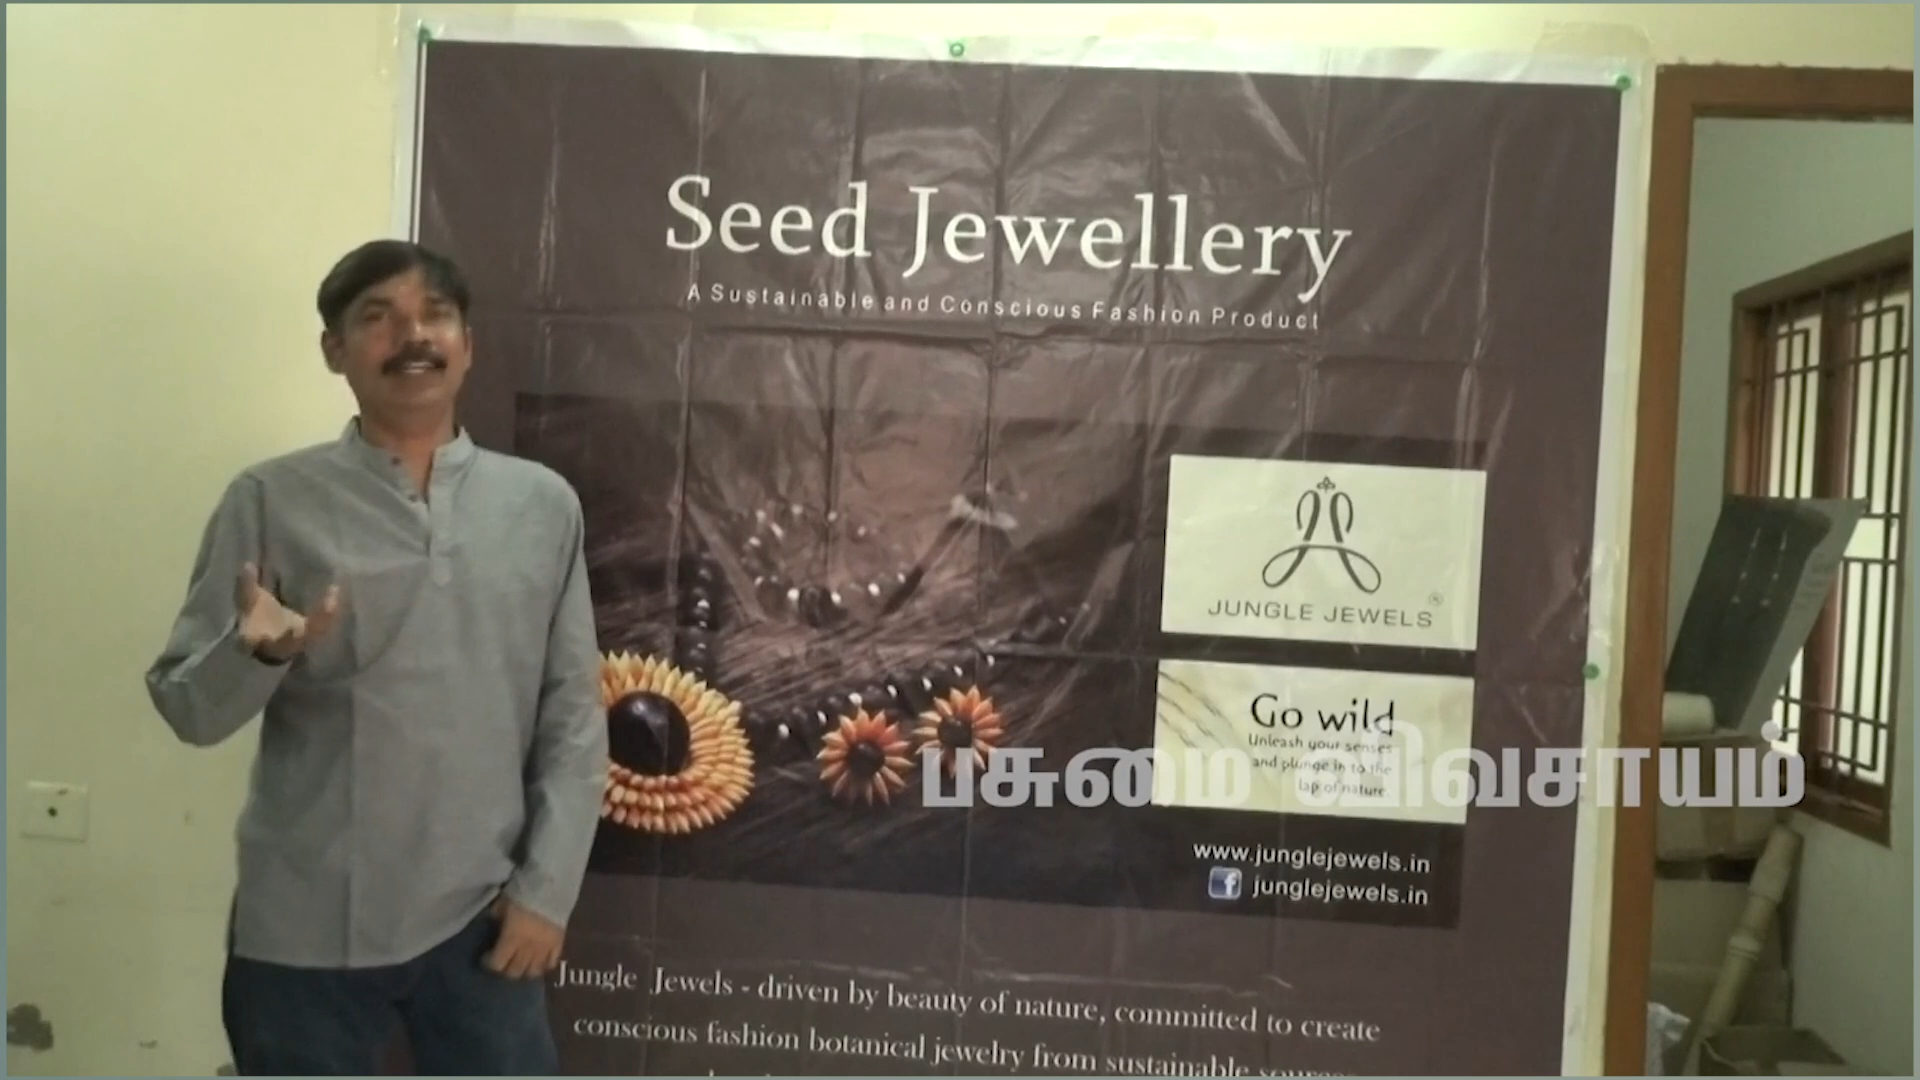 Seed Jewellery
A Sustainable and Conscious Fashion Product
JUNGLE JEWELS
Go wild
Unleash your senses
and plunge in to the
lap of nature.
பசுமை விவசாயம்
www.junglejewels.in
f junglejewels.in
Jungle Jewels - driven by beauty of nature, committed to create
conscious fashion botanical jewelry from sustainable